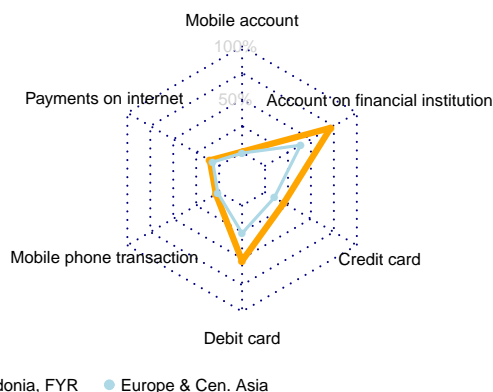 Mobile account
100%
Payments on internet
50%
Account on financial institution
Mobile phone transaction
Credit card
Debit card
FYR
Europe & Cen. Asia